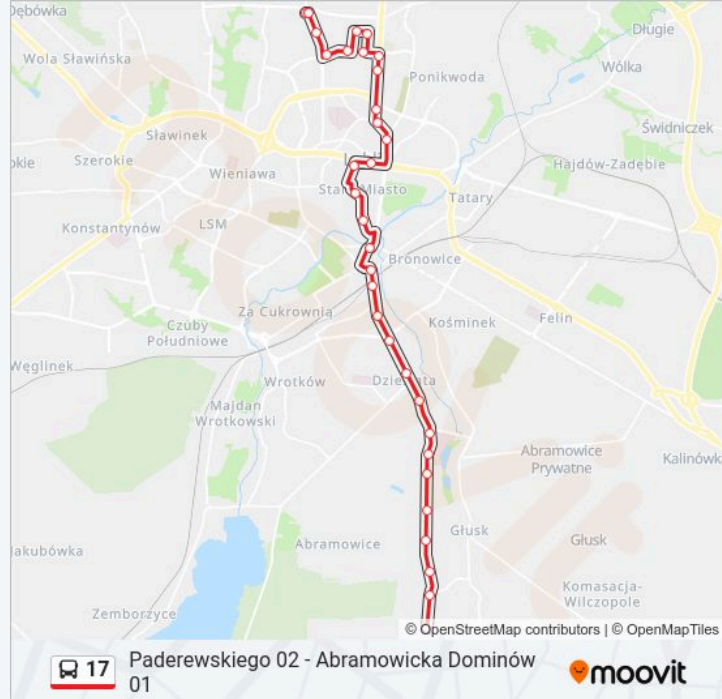 Dębówka
Długie
Wola Sławińska
Ponikwoda
Wólka
Sławinek
Świdniczek
okie
Szerokie
Wieniawa
Hajdów-Zadębie
Stare Miasto
Tatary
LSM
Konstantynów
Bronowice
Za Cukrownią
Felin
Czuby
Południowe
Kośminek
Węglinek
Wrotków
Dziesiąta
Majdan
Wrotkowski
Abramowice
Prywatne
Kalinówk
Głusk
Abramowice
Głusk
Jakubówka
Komasacja-
Wilczopole
Zemborzyce
© OpenStreetMap contributors | © OpenMapTiles
17
Paderewskiego 02 - Abramowicka Dominów
01
moovit